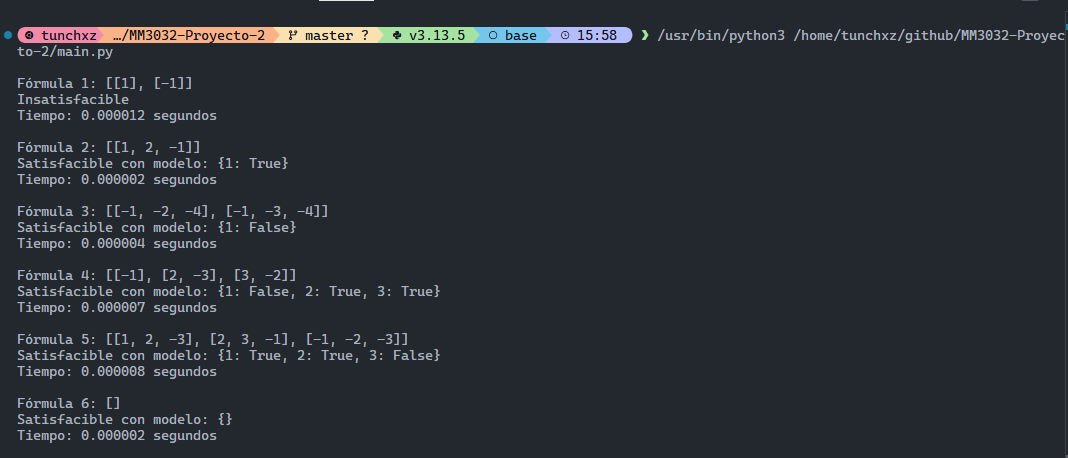 tunchxz …/MM3032-Proyecto-2 master ? v3.13.5 base 15:58 ❯ /usr/bin/python3 /home/tunchxz/github/MM3032-Proyec
to-2/main.py
Fórmula 1: [[1], [-1]]
Insatisfacible
Tiempo: 0.000012 segundos
Fórmula 2: [[1, 2, -1]]
Satisfacible con modelo: {1: True}
Tiempo: 0.000002 segundos
Fórmula 3: [[-1, -2, -4], [-1, -3, -4]]
Satisfacible con modelo: {1: False}
Tiempo: 0.000004 segundos
Fórmula 4: [[-1], [2, -3], [3, -2]]
Satisfacible con modelo: {1: False, 2: True, 3: True}
Tiempo: 0.000007 segundos
Fórmula 5: [[1, 2, -3], [2, 3, -1], [-1, -2, -3]]
Satisfacible con modelo: {1: True, 2: True, 3: False}
Tiempo: 0.000008 segundos
Fórmula 6: []
Satisfacible con modelo: {}
Tiempo: 0.000002 segundos